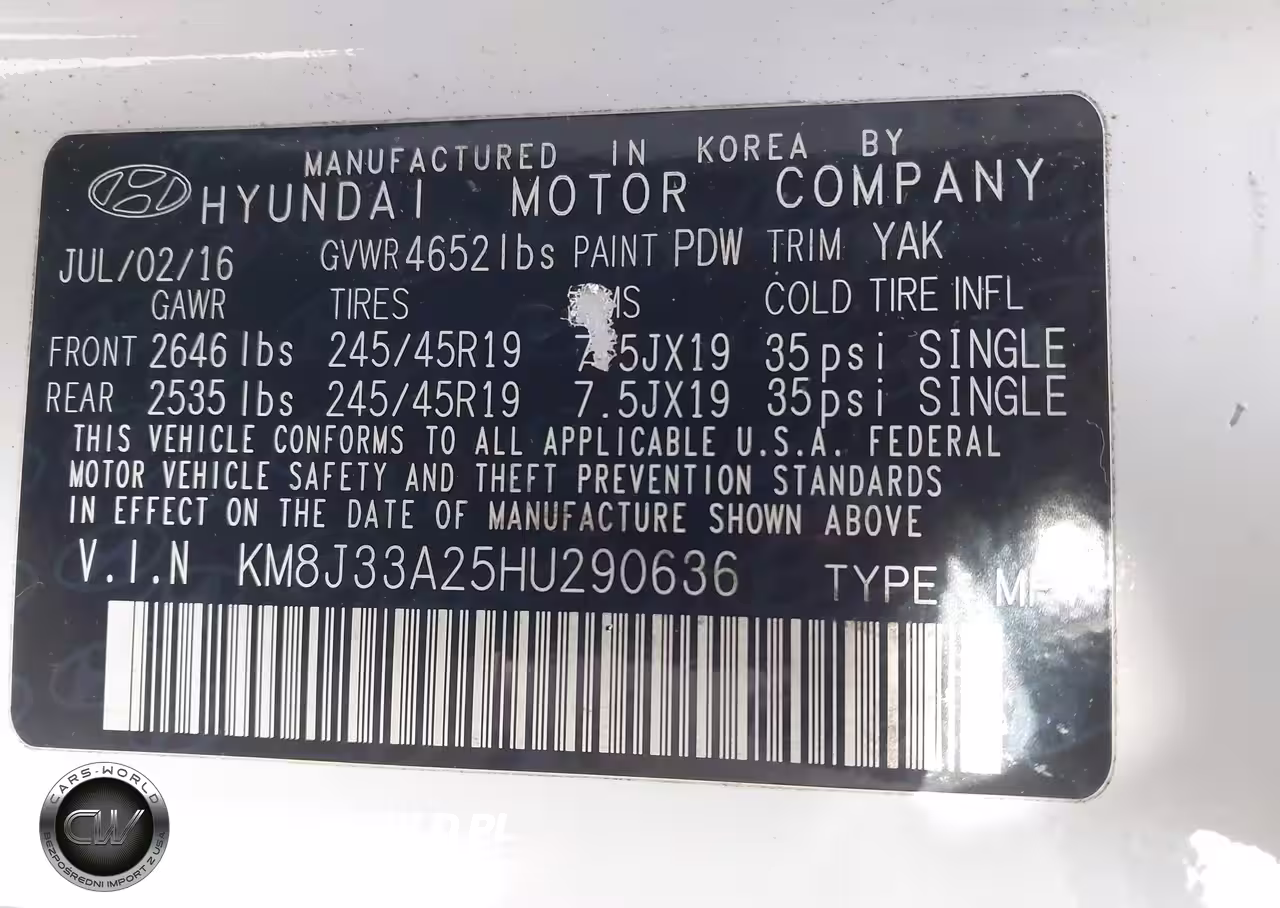 MANUFACTURED IN KOREA BY
HYUNDAI MOTOR COMPANY
JUL/02/16 GVWR 4652 lbs PAINT PDW TRIM YAK
GAWR TIRES COLD TIRE INFL
FRONT 2646 lbs 245/45R19 35psi SINGLE
REAR 2535 lbs 245/45R19 7.5JX19 35psi SINGLE
THIS VEHICLE CONFORMS TO ALL APPLICABLE U.S.A. FEDERAL
MOTOR VEHICLE SAFETY AND THEFT PREVENTION STANDARDS
IN EFFECT ON THE DATE OF MANUFACTURE SHOWN ABOVE
V.I.N KM8J33A25HU290636 TYPE
CARS-WORLD
CW
BEZPOŚREDNI IMPORT Z USA